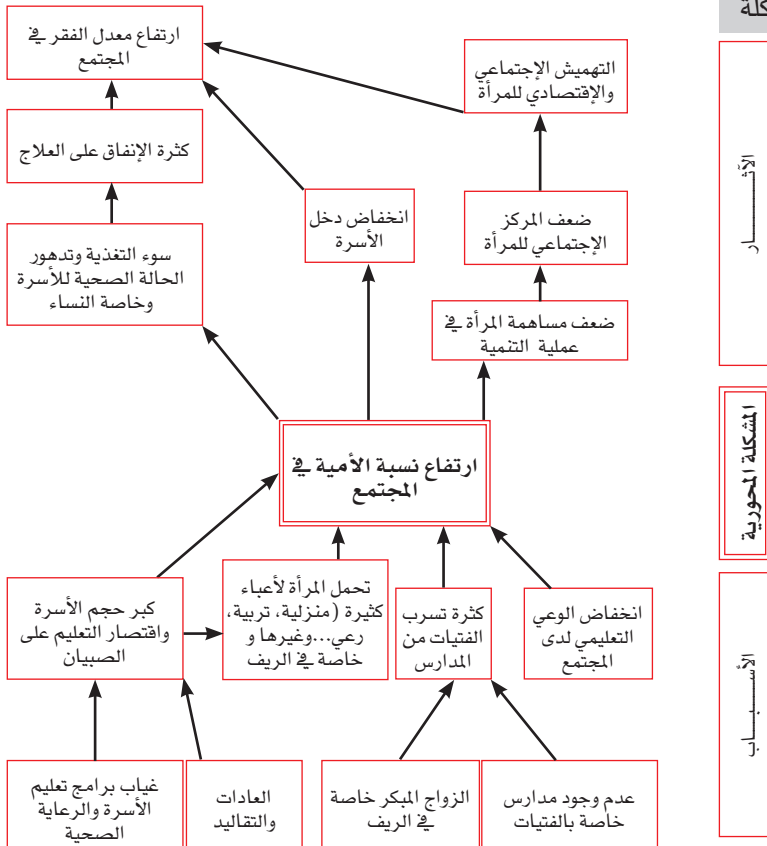 كلة
ارتفاع معدل الفقر في
المجتمع
التهميش الإجتماعي
والإقتصادي للمرأة
كثرة الإنفاق على العلاج
انخفاض دخل
الأسرة
ضعف المركز
الإجتماعي للمرأة
سوء التغذية وتدهور
الحالة الصحية للأسرة
وخاصة النساء
ضعف مساهمة المرأة في
عملية التنمية
الآثـــــــــار
ارتفاع نسبة الأمية في
المجتمع
المشكلة المحورية
كبر حجم الأسرة
واقتصار التعليم على
الصبيان
تحمل المرأة لأعباء
كثيرة (منزلية، تربية،
رعي...وغيرها و
خاصة في الريف
كثرة تسرب
الفتيات من
المدارس
انخفاض الوعي
التعليمي لدى
المجتمع
الأســـــبـــــاب
غياب برامج تعليم
الأسرة والرعاية
الصحية
العادات
والتقاليد
الزواج المبكر خاصة
في الريف
عدم وجود مدارس
خاصة بالفتيات